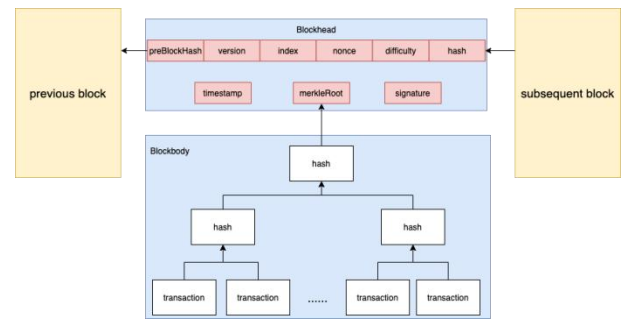 Blockhead
preBlockHash version index nonce difficulty hash
previous block
timestamp merkleRoot signature
subsequent block
Blockbody
hash
hash hash
transaction transaction ...... transaction transaction